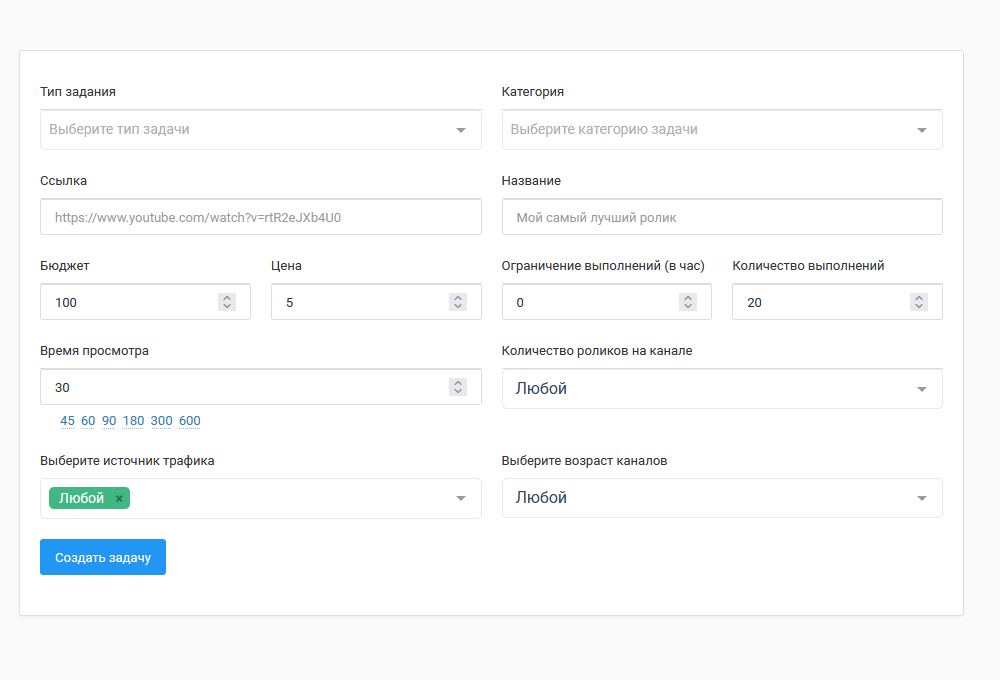 Тип задания
Категория
Выберите тип задачи
Выберите категорию задачи
Ссылка
Название
https://www.youtube.com/watch?v=rtR2eJXb4U0
Мой самый лучший ролик
Бюджет
Цена
Ограничение выполнений (в час)
Количество выполнений
100
5
0
20
Время просмотра
Количество роликов на канале
30
Любой
45 60 90 180 300 600
Выберите источник трафика
Выберите возраст каналов
Любой ×
Любой
Создать задачу